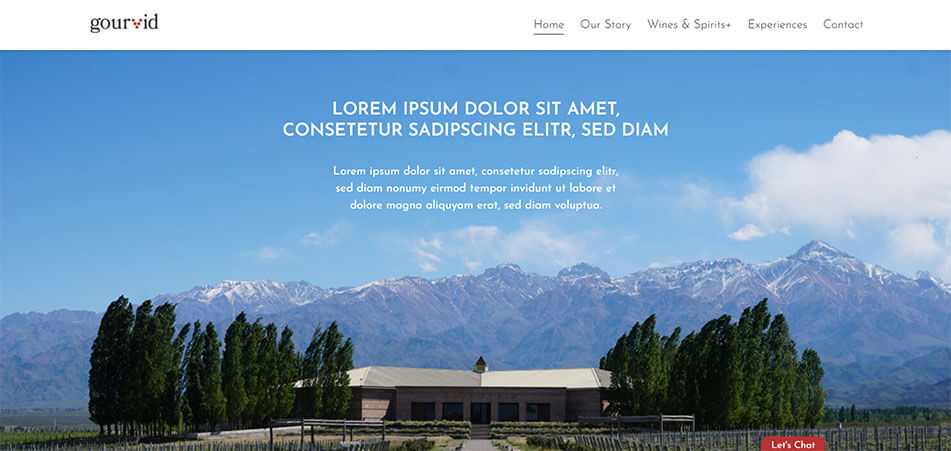 gourvid
Home Our Story Wines & Spirits+ Experiences Contact
LOREM IPSUM DOLOR SIT AMET,
CONSETETUR SADIPSCING ELITR, SED DIAM
Lorem ipsum dolor sit amet, consetetur sadipscing elitr,
sed diam nonumy eirmod tempor invidunt ut labore et
dolore magna aliquyam erat, sed diam voluptua.
Let's Chat